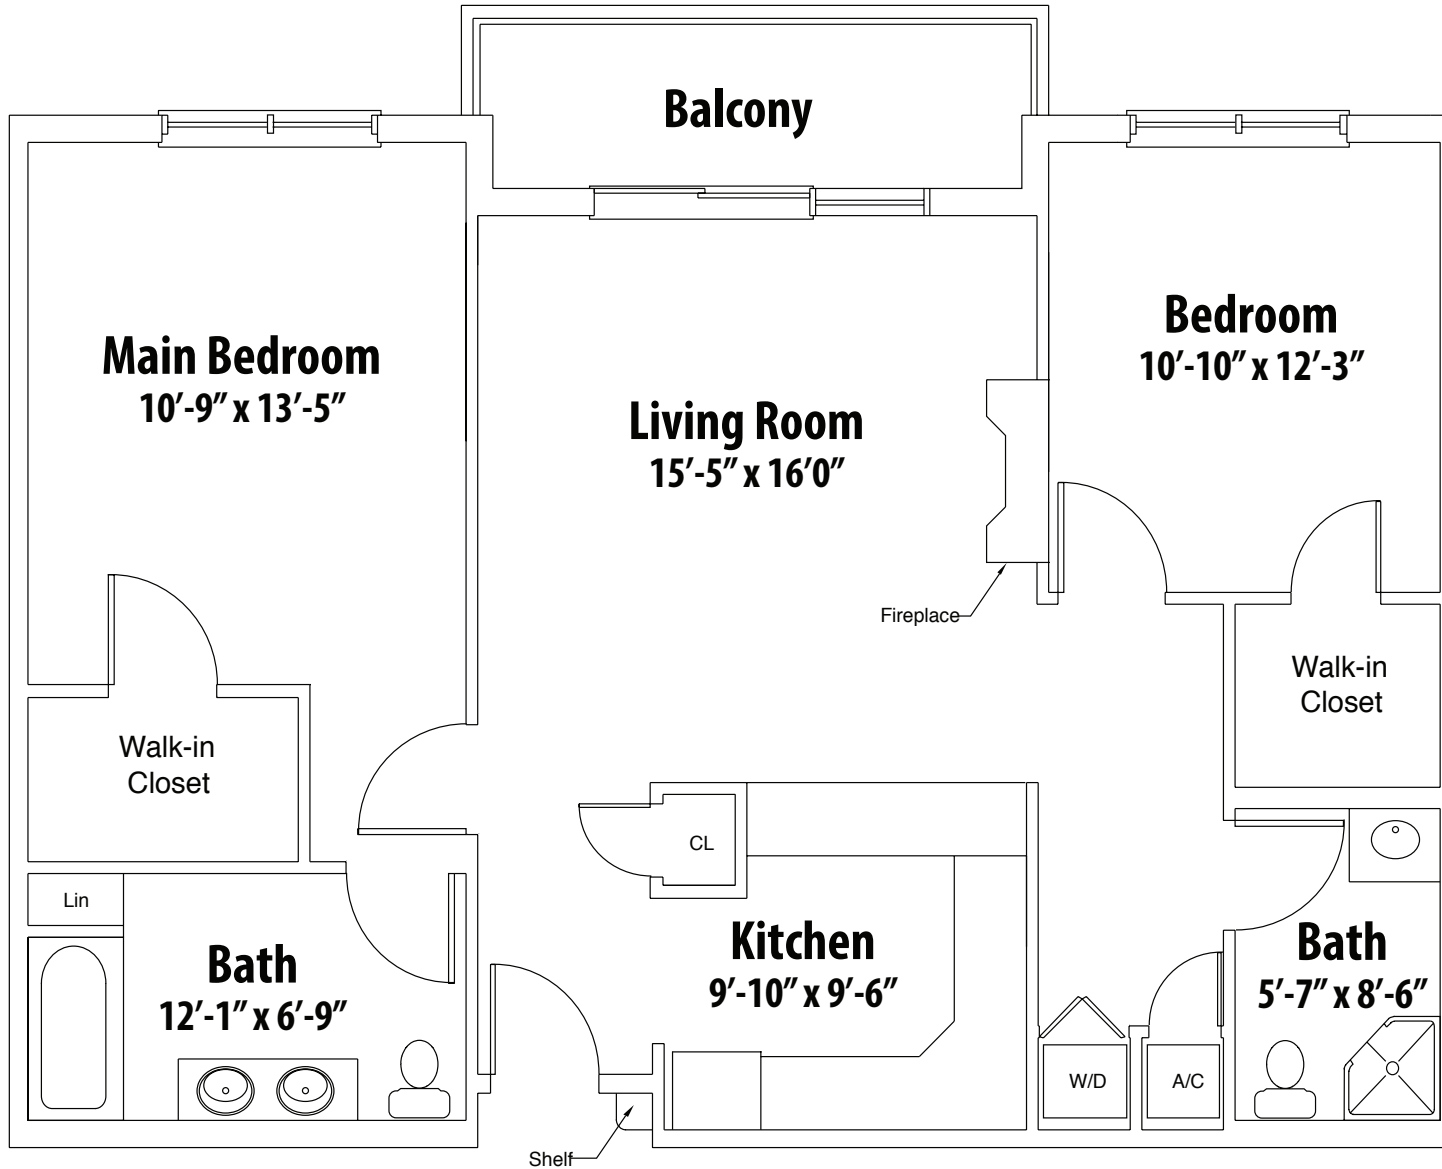 Balcony
Main Bedroom
10′-9″ x 13′-5″
Living Room
15′-5″ x 16′0″
Bedroom
10′-10″ x 12′-3″
Fireplace
Walk-in
Closet
Walk-in
Closet
CL
Lin
Bath
12′-1″ x 6′-9″
Kitchen
9′-10″ x 9′-6″
Bath
5′-7″ x 8′-6″
W/D
A/C
Shelf